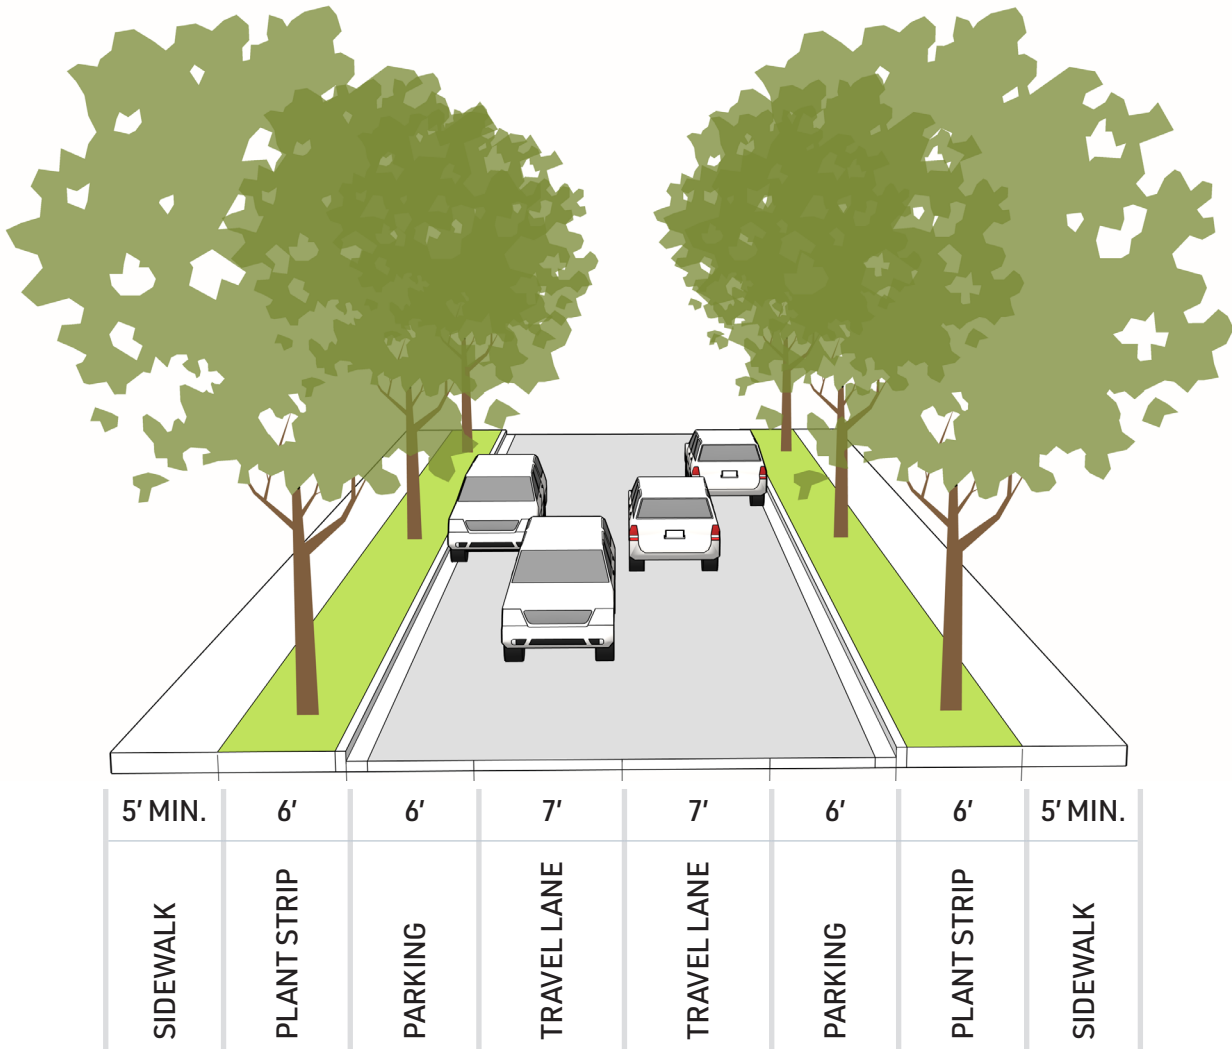 5′ MIN. 6′ 6′ 7′ 7′ 6′ 6′ 5′ MIN.
SIDEWALK
PLANT STRIP
PARKING
TRAVEL LANE
TRAVEL LANE
PARKING
PLANT STRIP
SIDEWALK